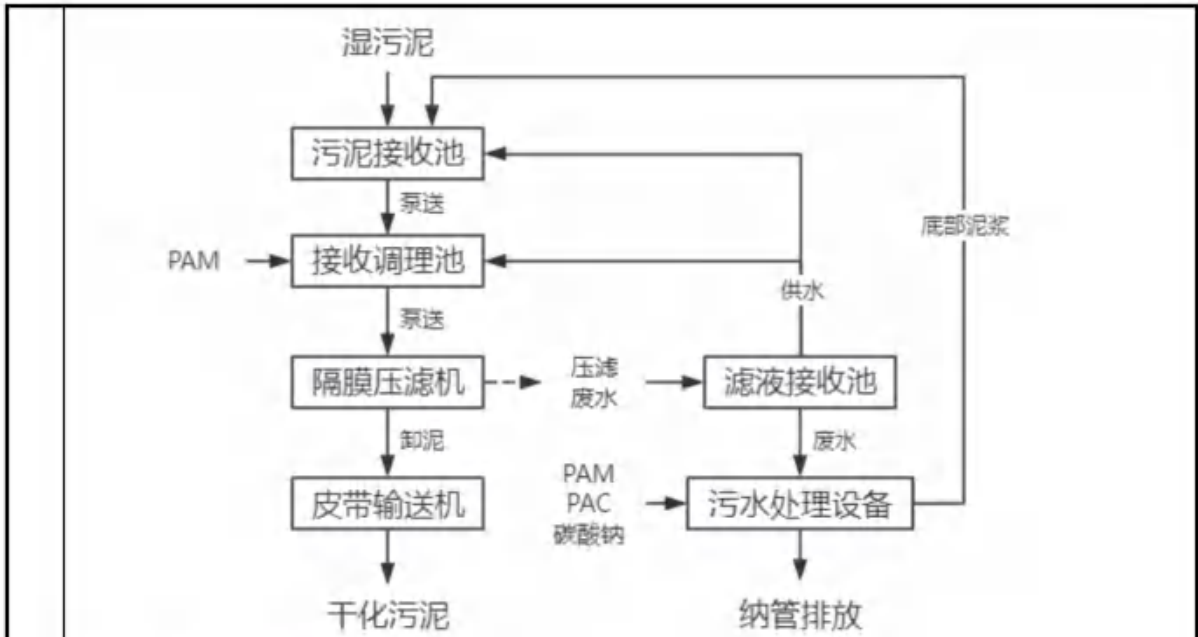 湿污泥
污泥接收池
泵送
底部泥浆
PAM
接收调理池
供水
泵送
隔膜压滤机
压滤
废水
滤液接收池
卸泥
废水
皮带输送机
PAM
PAC
碳酸钠
污水处理设备
干化污泥
纳管排放